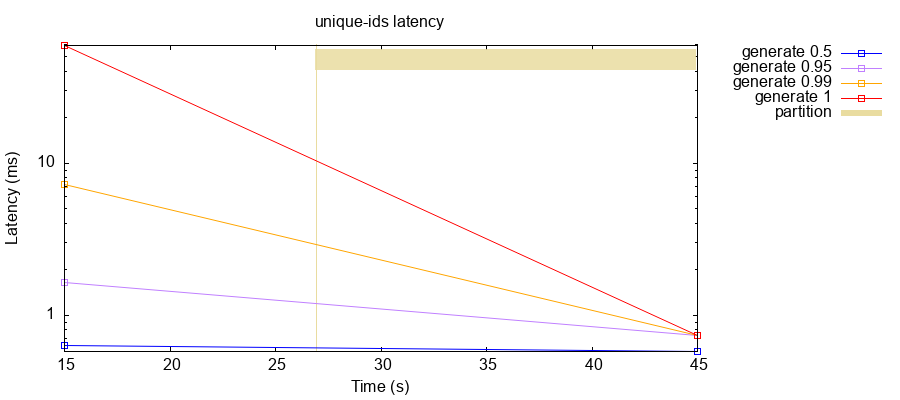 unique-ids latency
generate 0.5
generate 0.95
generate 0.99
generate 1
partition
Latency (ms)
10
1
15 20 25 30 35 40 45
Time (s)